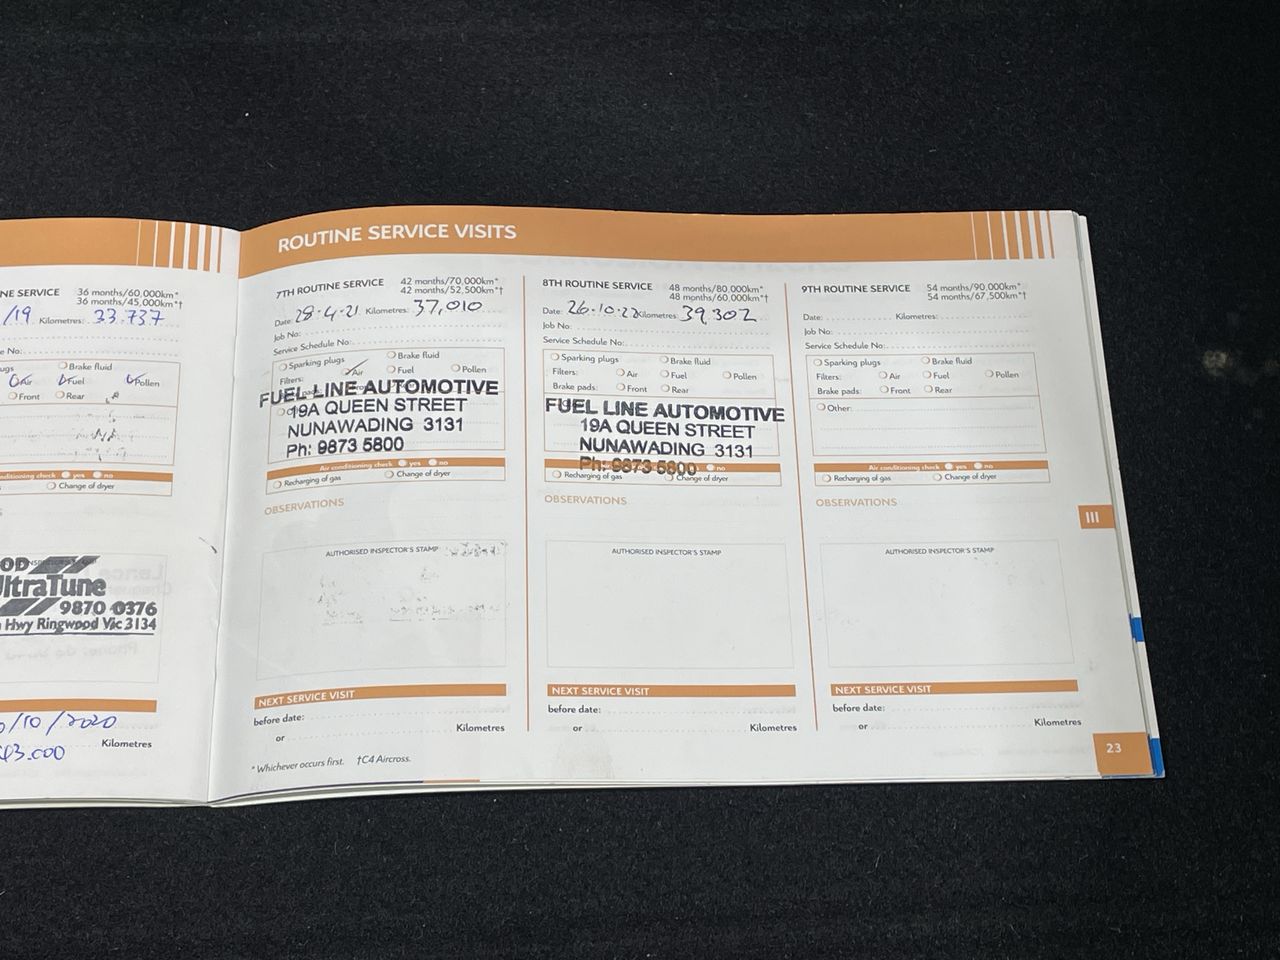 NE SERVICE 36 months/60,000km*
36 months/45,000km*†
/19 Kilometres: 33.737
e No:
ugs Brake fluid
Air Fuel Pollen
Front Rear
nditioning check yes no
Change of dryer
OD
UltraTune
9870 0376
Hwy Ringwood Vic 3134
/10/2020
43.000 Kilometres
ROUTINE SERVICE VISITS
7TH ROUTINE SERVICE 42 months/70,000km*
42 months/52,500km*†
Date: 28-4-21 Kilometres: 37,010
Job No:
Service Schedule No:
Sparking plugs Brake fluid
Filters: Air Fuel Pollen
FUEL LINE AUTOMOTIVE
19A QUEEN STREET
NUNAWADING 3131
Ph: 9873 5800
Air conditioning check yes no
Recharging of gas Change of dryer
OBSERVATIONS
AUTHORISED INSPECTOR'S STAMP
NEXT SERVICE VISIT
before date:
or Kilometres
* Whichever occurs first. †C4 Aircross.
8TH ROUTINE SERVICE 48 months/80,000km*
48 months/60,000km*†
Date: 26.10.22 Kilometres: 39,302
Job No:
Service Schedule No:
Sparking plugs Brake fluid
Filters: Air Fuel Pollen
Brake pads: Front Rear
FUEL LINE AUTOMOTIVE
19A QUEEN STREET
NUNAWADING 3131
Ph: 9873 5800
no
Recharging of gas Change of dryer
OBSERVATIONS
AUTHORISED INSPECTOR'S STAMP
NEXT SERVICE VISIT
before date:
or Kilometres
9TH ROUTINE SERVICE 54 months/90,000km*
54 months/67,500km*†
Date: Kilometres:
Job No:
Service Schedule No:
Sparking plugs Brake fluid
Filters: Air Fuel Pollen
Brake pads: Front Rear
Other:
Air conditioning check yes no
Recharging of gas Change of dryer
OBSERVATIONS
AUTHORISED INSPECTOR'S STAMP
NEXT SERVICE VISIT
before date:
or Kilometres
III
23